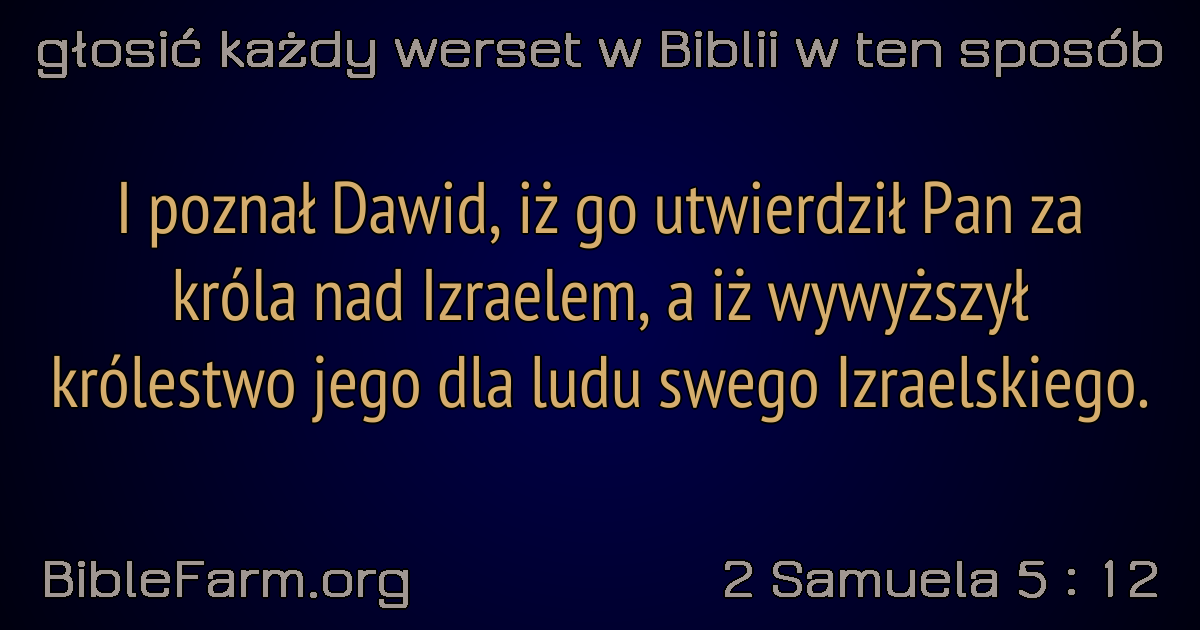 głosić każdy werset w Biblii w ten sposób
I poznał Dawid, iż go utwierdził Pan za
króla nad Izraelem, a iż wywyższył
królestwo jego dla ludu swego Izraelskiego.
BibleFarm.org
2 Samuela 5 : 12